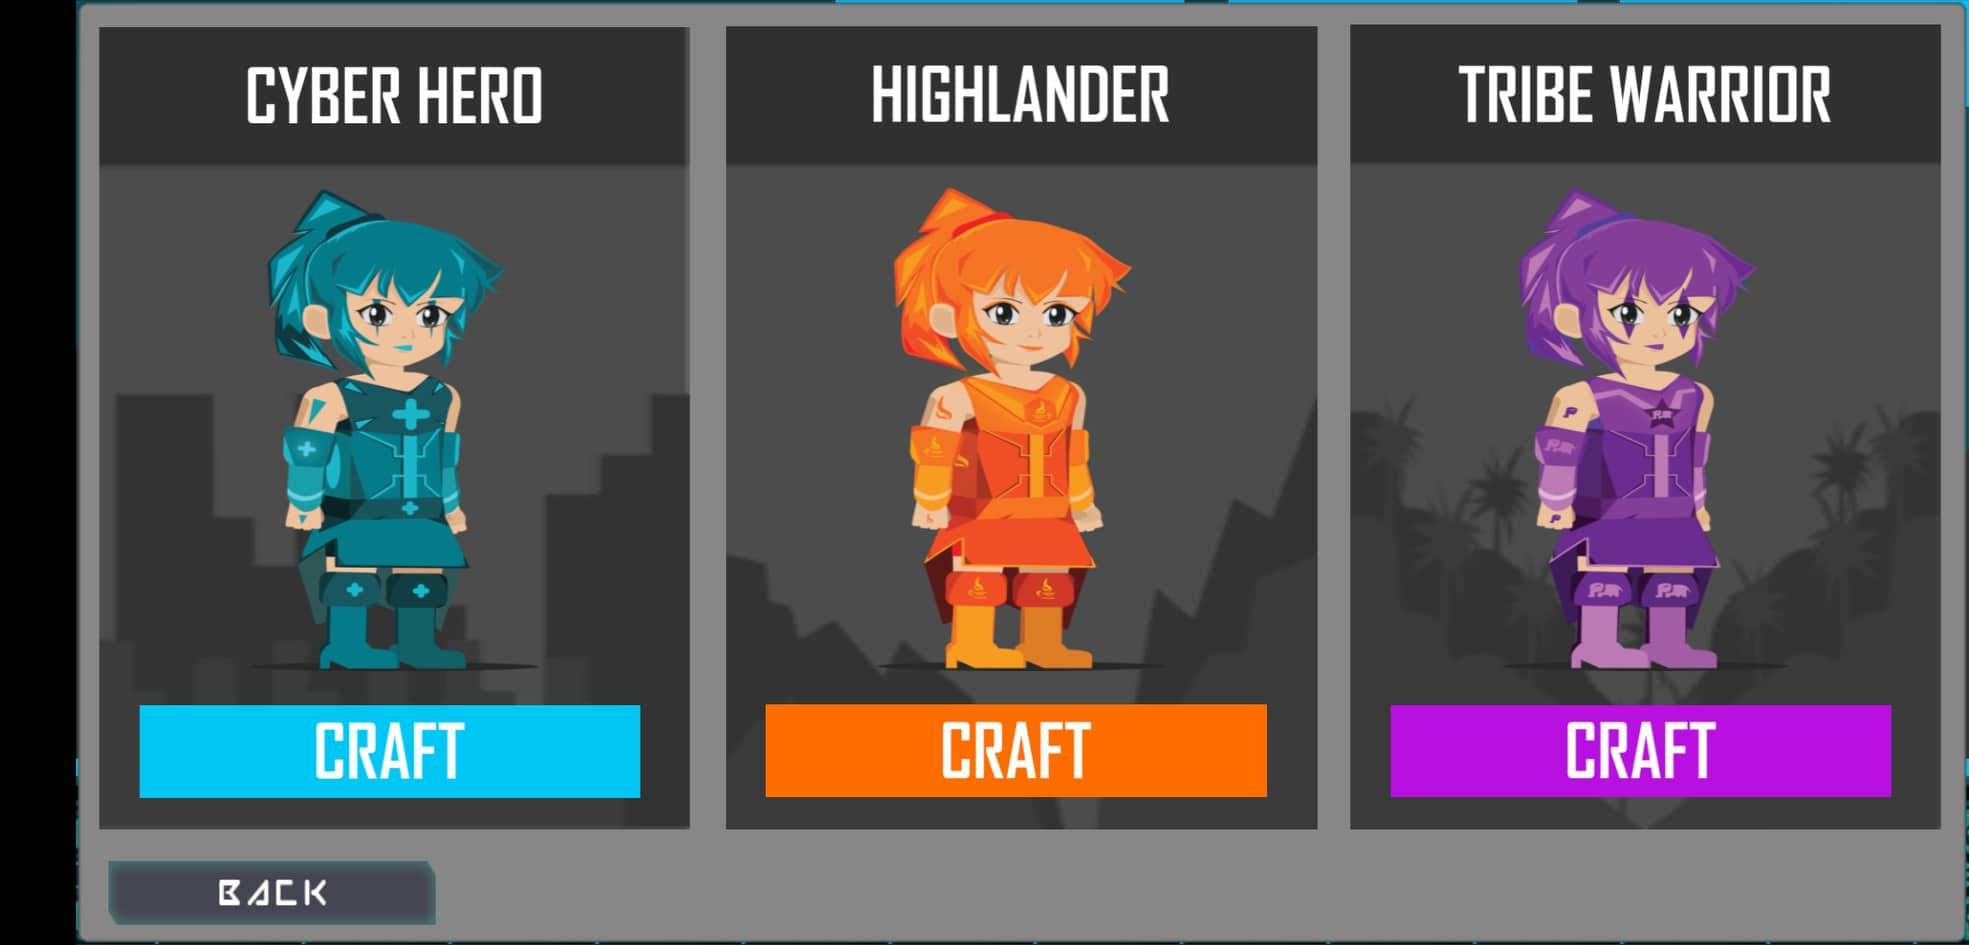 CYBER HERO
HIGHLANDER
TRIBE WARRIOR
CRAFT
CRAFT
CRAFT
BACK